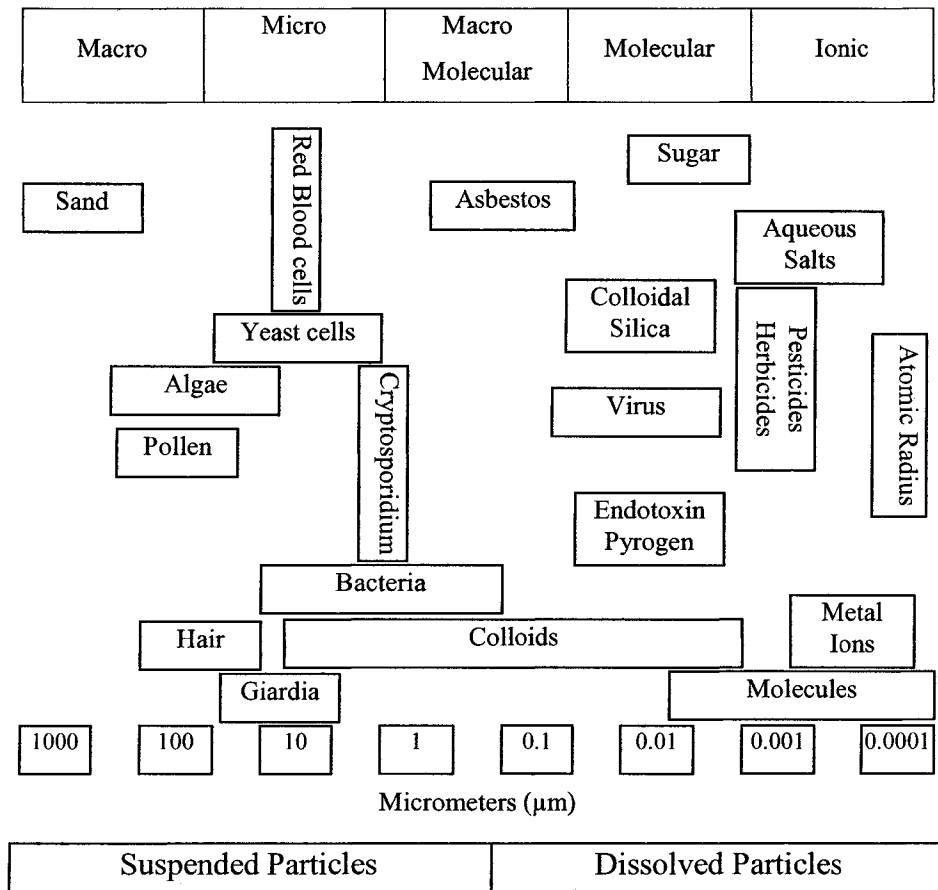 Macro
Micro
Macro
Molecular
Molecular
Ionic
Red Blood cells
Sugar
Sand
Asbestos
Aqueous
Salts
Colloidal
Silica
Pesticides
Herbicides
Yeast cells
Atomic Radius
Algae
Cryptosporidium
Virus
Pollen
Endotoxin
Pyrogen
Bacteria
Metal
Ions
Hair
Colloids
Giardia
Molecules
1000
100
10
1
0.1
0.01
0.001
0.0001
Micrometers (µm)
Suspended Particles
Dissolved Particles